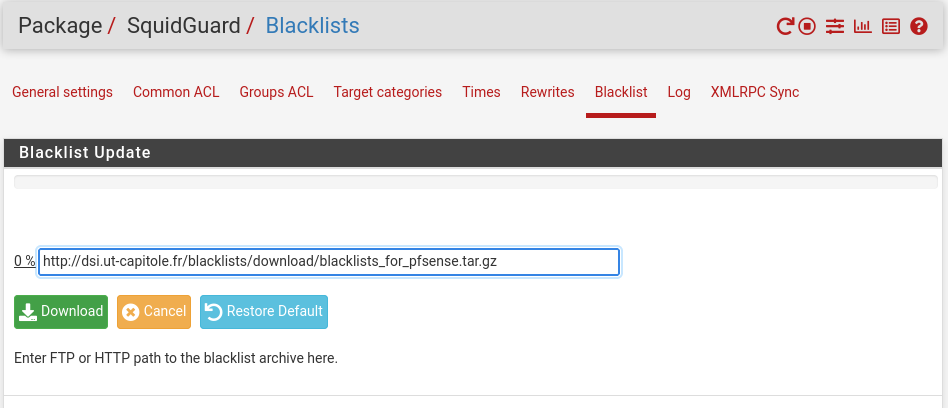 Package / SquidGuard / Blacklists
General settings Common ACL Groups ACL Target categories Times Rewrites Blacklist Log XMLRPC Sync
Blacklist Update
0 % http://dsi.ut-capitole.fr/blacklists/download/blacklists_for_pfsense.tar.gz
Download Cancel Restore Default
Enter FTP or HTTP path to the blacklist archive here.